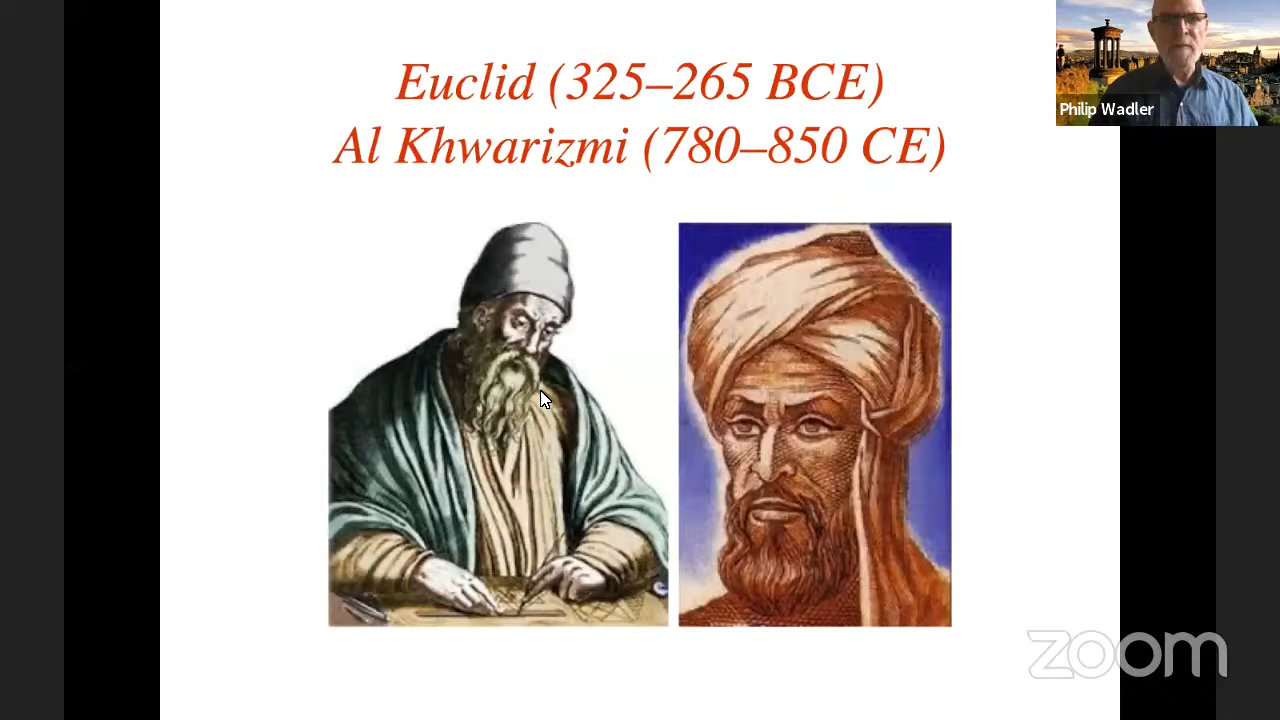 Euclid (325–265 BCE)
Al Khwarizmi (780–850 CE)
Philip Wadler
zoom